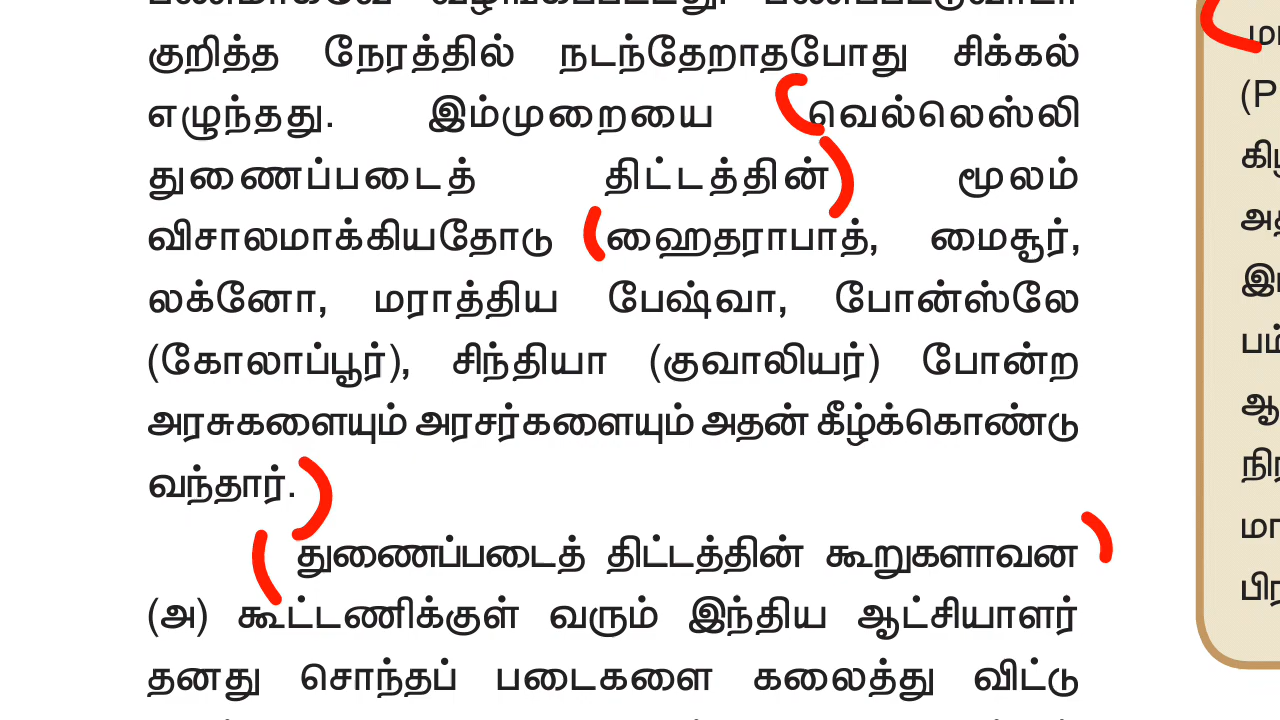 குறித்த நேரத்தில் நடந்தேறாதபோது சிக்கல்
எழுந்தது. இம்முறையை வெல்லெஸ்லி
துணைப்படைத் திட்டத்தின் மூலம்
விசாலமாக்கியதோடு ஹைதராபாத், மைசூர்,
லக்னோ, மராத்திய பேஷ்வா, போன்ஸ்லே
(கோலாப்பூர்), சிந்தியா (குவாலியர்) போன்ற
அரசுகளையும் அரசர்களையும் அதன் கீழ்க்கொண்டு
வந்தார்.
துணைப்படைத் திட்டத்தின் கூறுகளாவன
(அ) கூட்டணிக்குள் வரும் இந்திய ஆட்சியாளர்
தனது சொந்தப் படைகளை கலைத்து விட்டு
(P